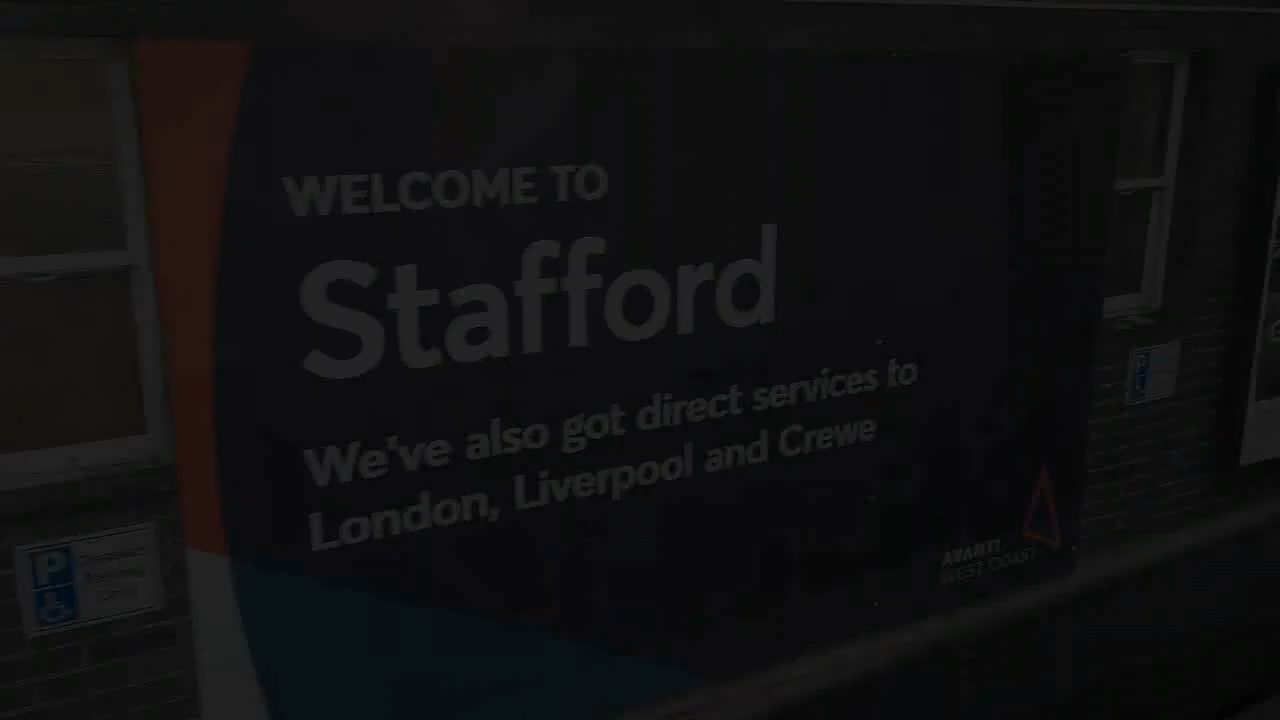 WELCOME TO
Stafford
We've also got direct services to
London, Liverpool and Crewe
AVANTI
WEST COAST
P